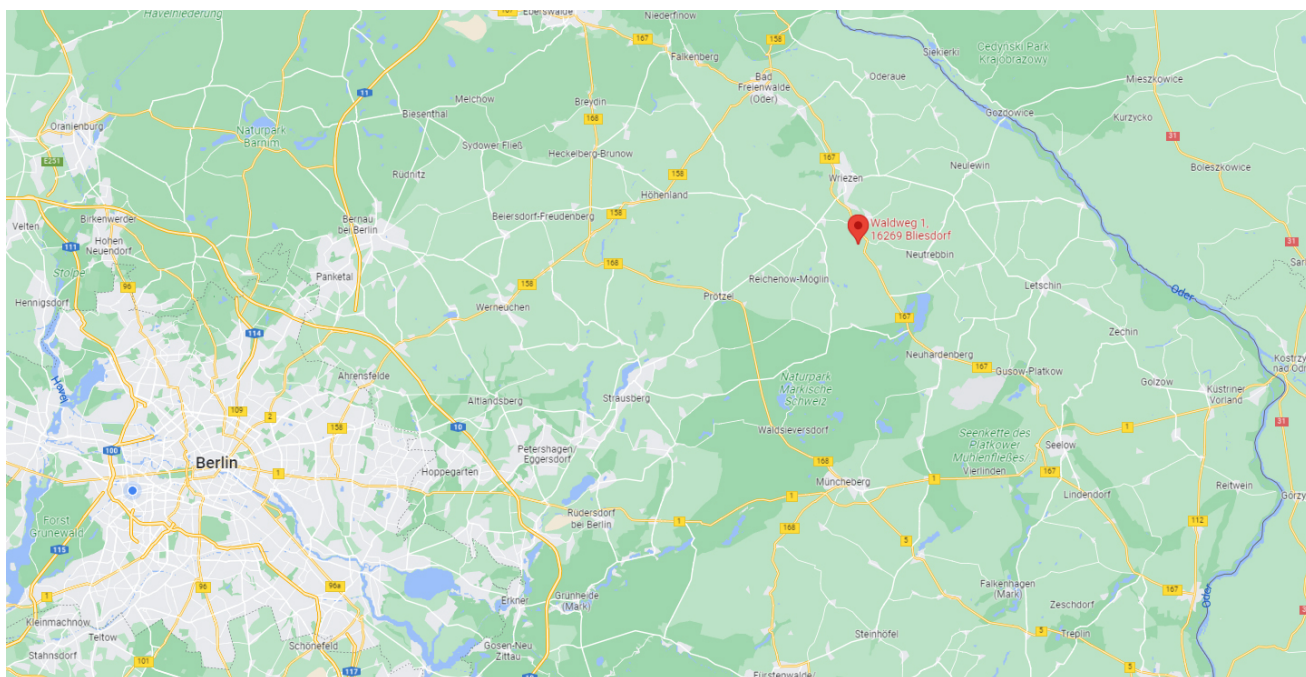 Havelniederung
Eberswalde
Niederfinow
167
158
Siekierki
Cedyński Park
Krajobrazowy
Falkenberg
Oderaue
Mieszkowice
Bad
Freienwalde
(Oder)
11
Melchow
Breydin
Biesenthal
168
Gozdowice
Kurzycko
Oranienburg
Naturpark
Barnim
31
Sydower Fließ
Heckelberg-Brunow
167
E251
Rüdnitz
158
Wriezen
Neulewin
Boleszkowice
Höhenland
Velten
Birkenwerder
Bernau
bei Berlin
Beiersdorf-Freudenberg
158
Waldweg 1,
16269 Bliesdorf
111
Hohen
Neuendorf
31
Neutrebbin
Stolpe
Panketal
168
Reichenow-Möglin
96
158
Prötzel
Letschin
Oder
Hennigsdorf
Werneuchen
167
114
Zechin
Neuhardenberg
Kostrzyn
nad Odrą
Ahrensfelde
167
Gusow-Platkow
Havel
Naturpark
Märkische
Schweiz
Golzow
Küstriner
Vorland
Altlandsberg
Strausberg
109
2
158
10
Waldsieversdorf
Seenkette des
Platkower
Mühlenfließes/...
1
31
100
Seelow
Berlin
1
Hoppegarten
Petershagen/
Eggersdorf
168
Müncheberg
1
Vierlinden
167
Reitwein
Lindendorf
1
Forst
Grunewald
Rüdersdorf
bei Berlin
1
112
168
5
115
Falkenhagen
(Mark)
167
Oder
1
96
96a
Erkner
Grünheide
(Mark)
Zeschdorf
Kleinmachnow
Teltow
Steinhöfel
5
Treplin
Stahnsdorf
101
Schönefeld
117
Gosen-Neu
Zittau
10
Fürstenwalde/
5